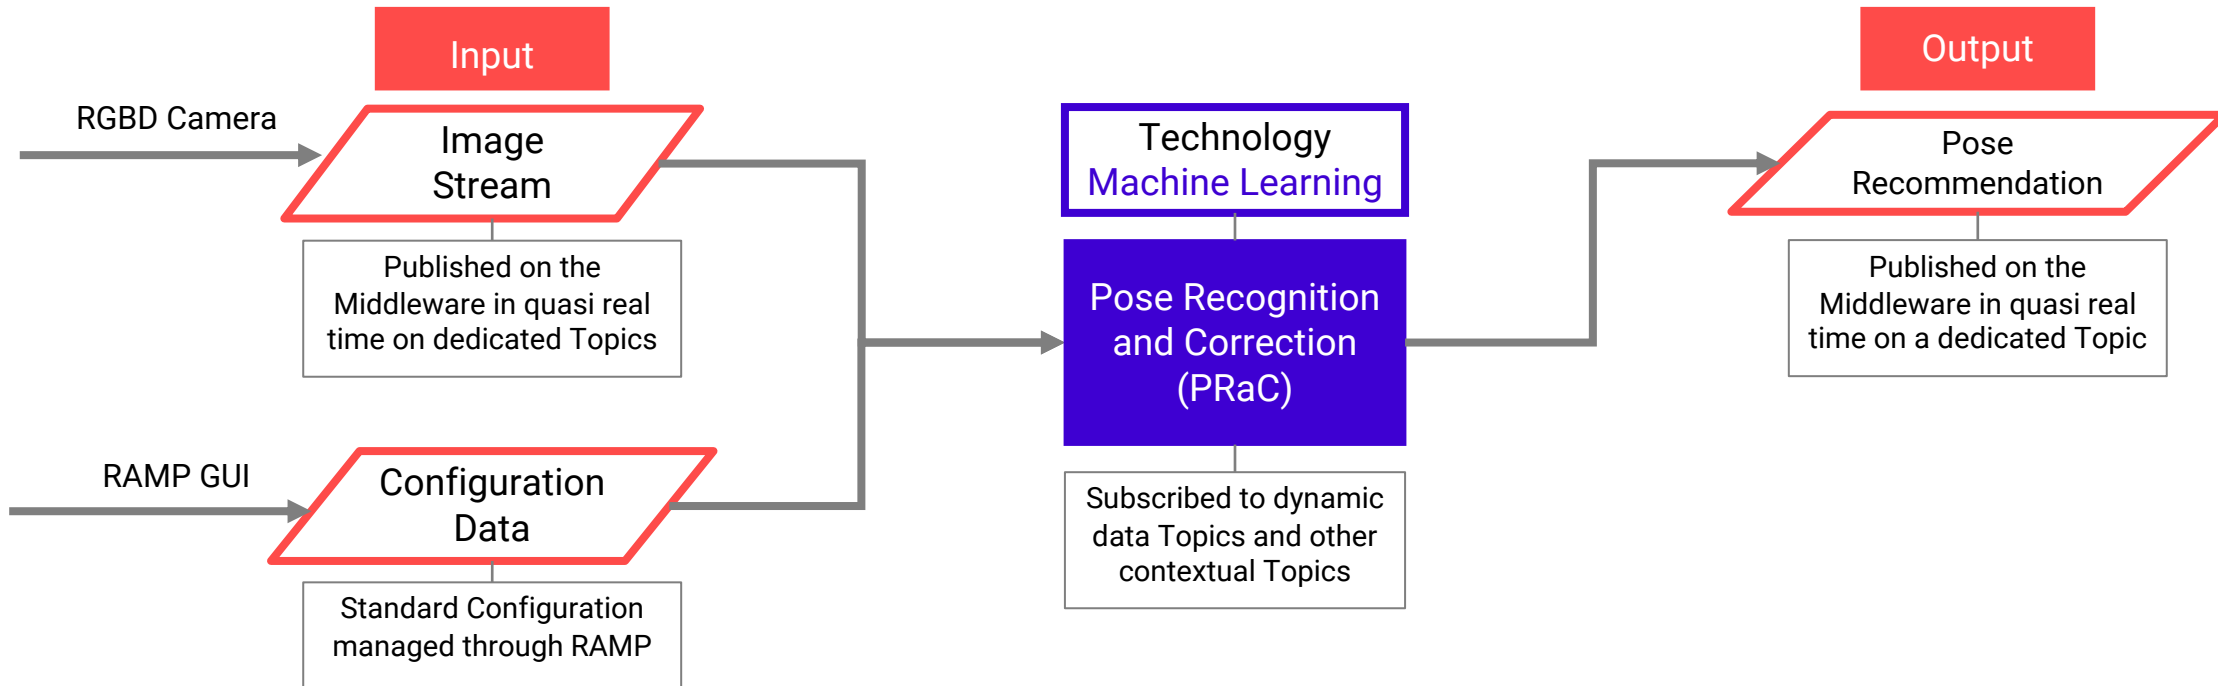 Input
RGBD Camera
Image
Stream
Published on the
Middleware in quasi real
time on dedicated Topics
RAMP GUI
Configuration
Data
Standard Configuration
managed through RAMP
Technology
Machine Learning
Pose Recognition
and Correction
(PRaC)
Subscribed to dynamic
data Topics and other
contextual Topics
Output
Pose
Recommendation
Published on the
Middleware in quasi real
time on a dedicated Topic